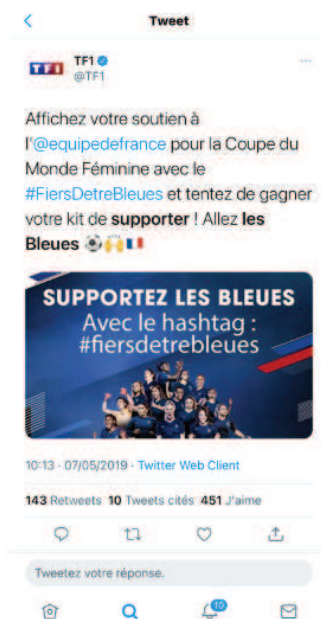 Tweet
TF1
TF1
@TF1
Affichez votre soutien à
l'@equipedefrance pour la Coupe du
Monde Féminine avec le
#FiersDetreBleues et tentez de gagner
votre kit de supporter ! Allez les
Bleues
SUPPORTEZ LES BLEUES
Avec le hashtag :
#fiersdetrebleues
10:13 · 07/05/2019 · Twitter Web Client
143 Retweets 10 Tweets cités 451 J'aime
Tweetez votre réponse.
10